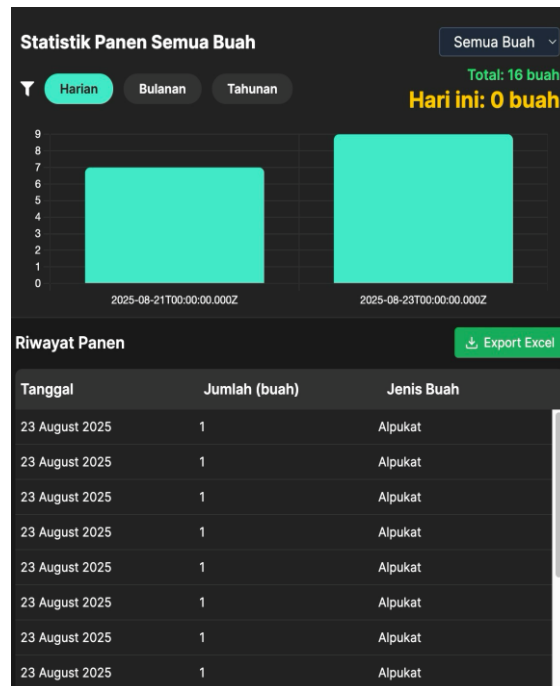 Statistik Panen Semua Buah
Semua Buah
Harian Bulanan Tahunan
Total: 16 buah
Hari ini: 0 buah
9
8
7
6
5
4
3
2
1
0
2025-08-21T00:00:00.000Z 2025-08-23T00:00:00.000Z
Riwayat Panen
Export Excel
Tanggal Jumlah (buah) Jenis Buah
23 August 2025 1 Alpukat
23 August 2025 1 Alpukat
23 August 2025 1 Alpukat
23 August 2025 1 Alpukat
23 August 2025 1 Alpukat
23 August 2025 1 Alpukat
23 August 2025 1 Alpukat
23 August 2025 1 Alpukat